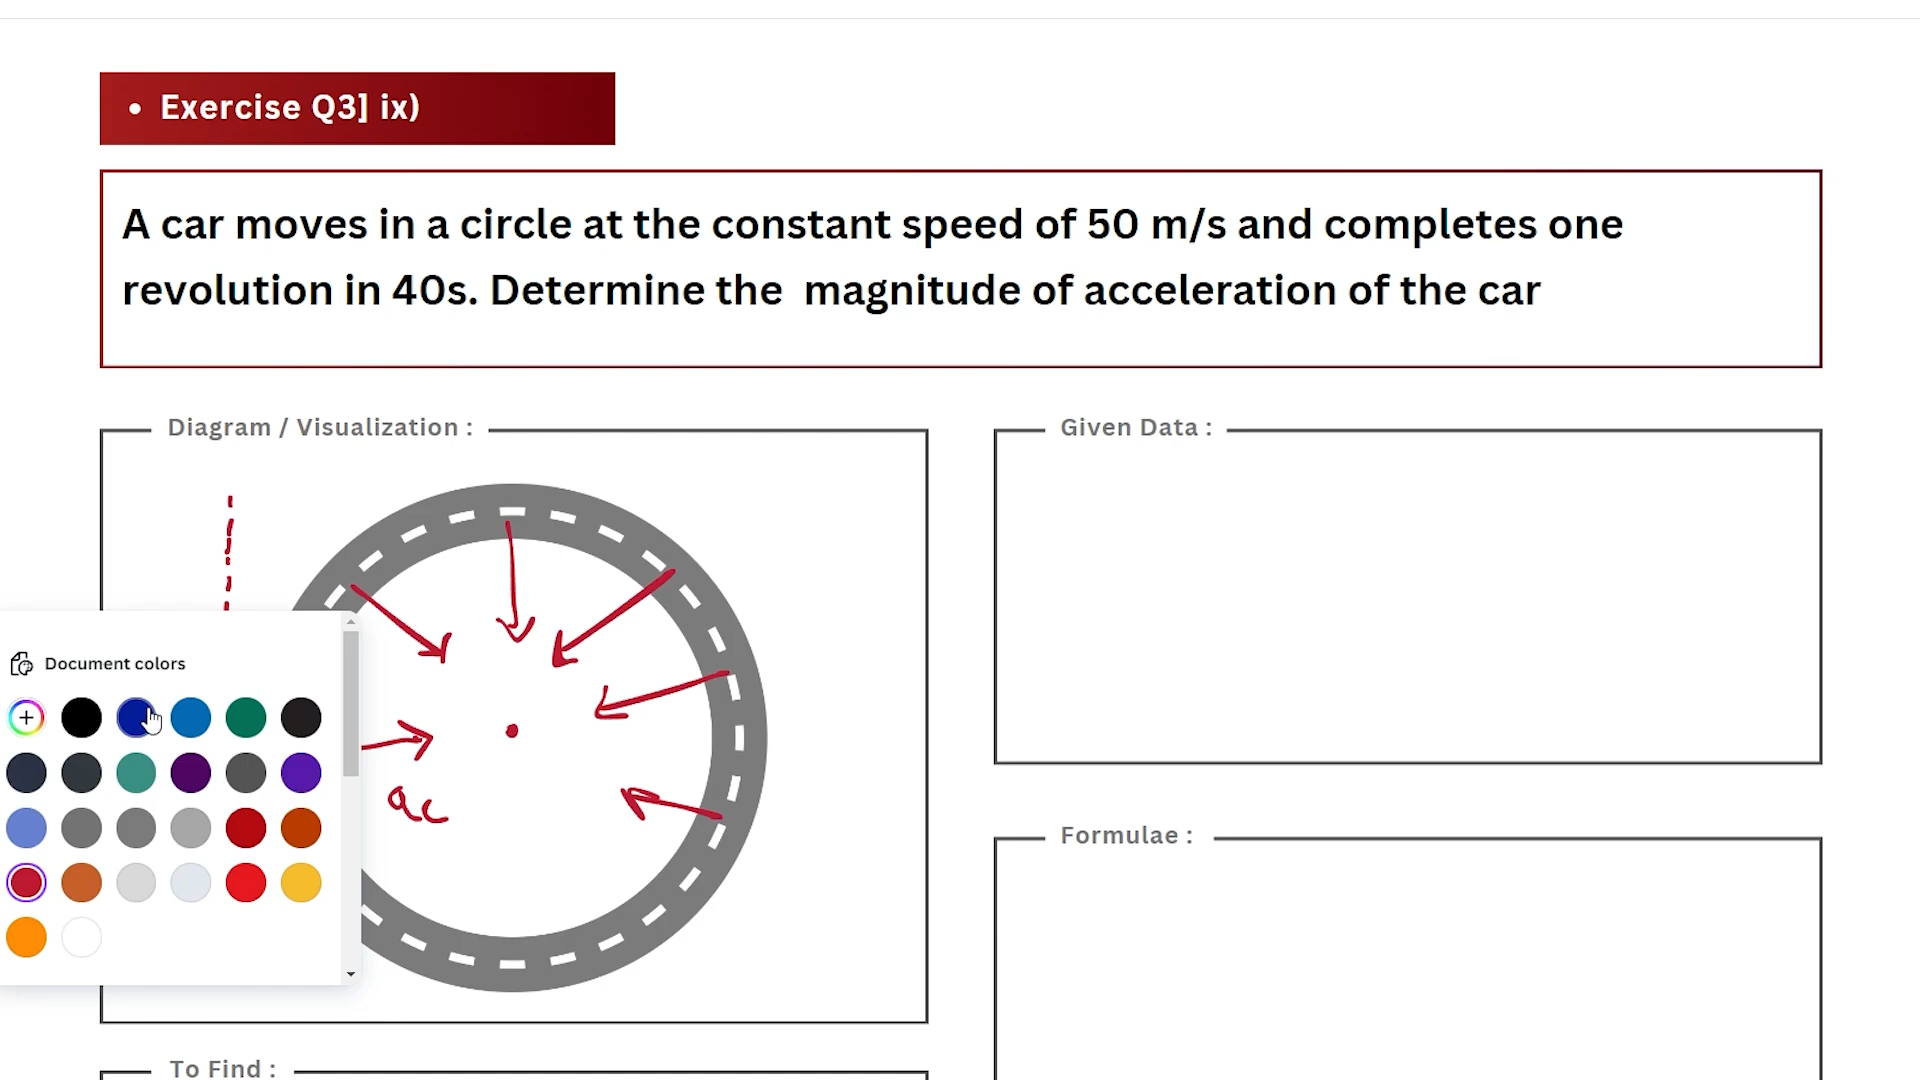 • Exercise Q3] ix)
A car moves in a circle at the constant speed of 50 m/s and completes one
revolution in 40s. Determine the magnitude of acceleration of the car
Diagram / Visualization :
Given Data :
Document colors
ac
Formulae :
To Find :